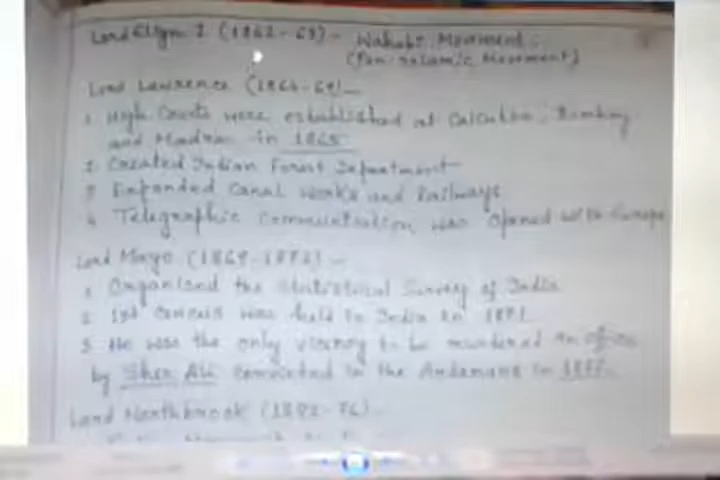 Lord Elgin I (1862-63) - Wahabi Movement.
(Pan-Islamic Movement)
Lord Lawrence (1864-69) -
1. High Courts were established at Calcutta, Bombay
and Madras in 1865
2. Created Indian Forest Department
3. Expanded Canal works and Railways
4. Telegraphic communication was opened with Europe
Lord Mayo (1869-1872) -
1. Organised the Statistical Survey of India
2. 1st census was held in India in 1871
3. He was the only viceroy to be murdered in office
by Sher Ali convicted in the Andamans in
Lord Northbrook (1872-76) -